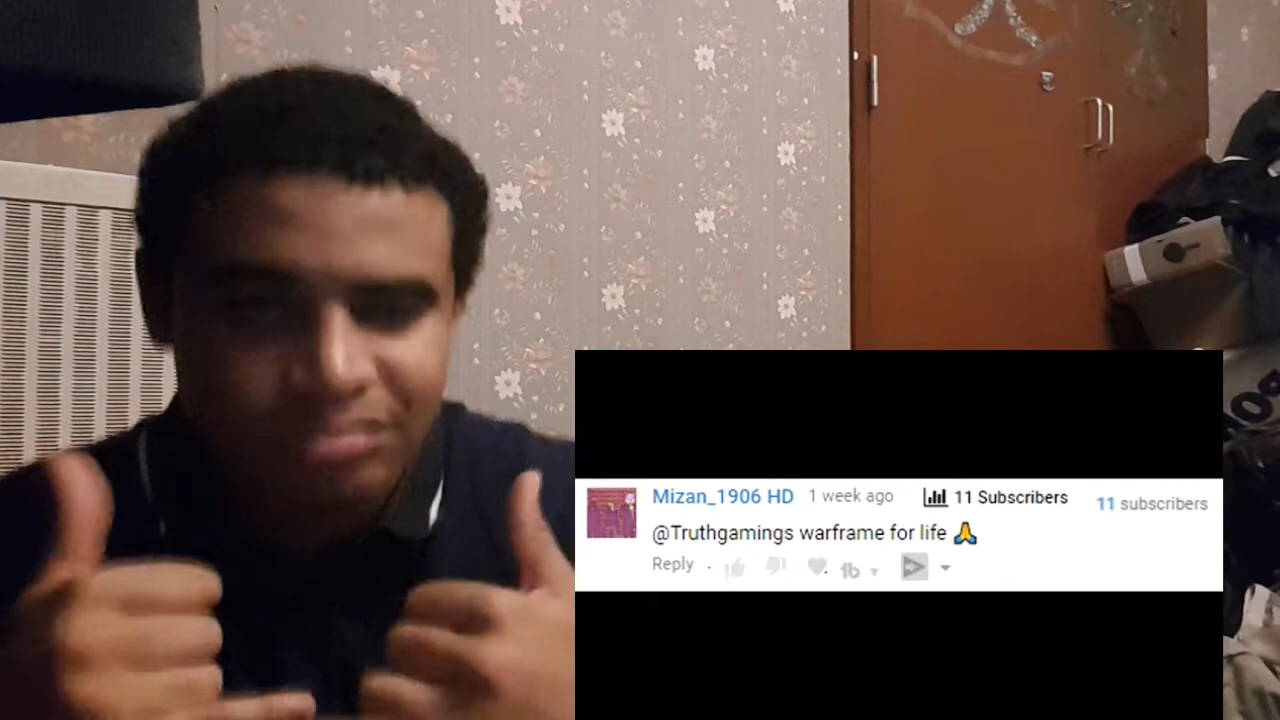 Mizan_1906 HD 1 week ago 11 Subscribers 11 subscribers
@Truthgamings warframe for life 🙏
Reply